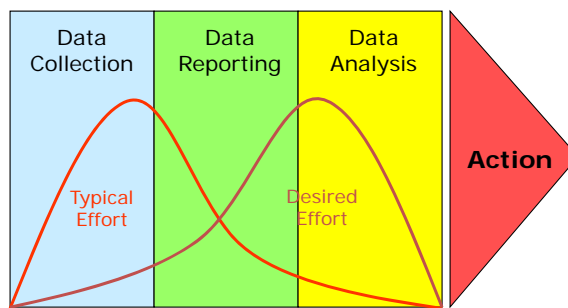 Data
Collection
Data
Reporting
Data
Analysis
Action
Typical
Effort
Desired
Effort